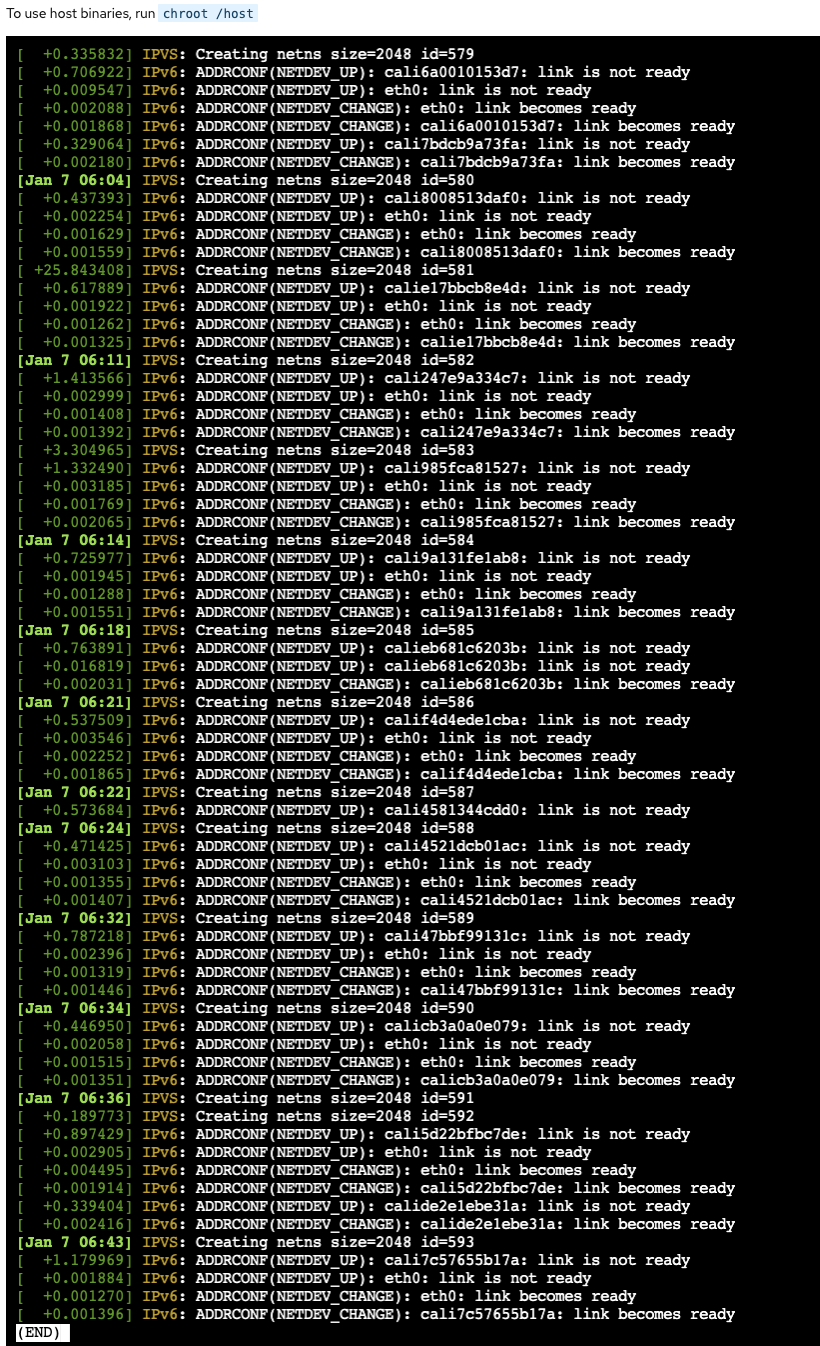 To use host binaries, run chroot /host
[  +0.335832] IPVS: Creating netns size=2048 id=579
[  +0.706922] IPv6: ADDRCONF(NETDEV_UP): cali6a0010153d7: link is not ready
[  +0.009547] IPv6: ADDRCONF(NETDEV_UP): eth0: link is not ready
[  +0.002088] IPv6: ADDRCONF(NETDEV_CHANGE): eth0: link becomes ready
[  +0.001868] IPv6: ADDRCONF(NETDEV_CHANGE): cali6a0010153d7: link becomes ready
[  +0.329064] IPv6: ADDRCONF(NETDEV_UP): cali7bdcb9a73fa: link is not ready
[  +0.002180] IPv6: ADDRCONF(NETDEV_CHANGE): cali7bdcb9a73fa: link becomes ready
[Jan 7 06:04] IPVS: Creating netns size=2048 id=580
[  +0.437393] IPv6: ADDRCONF(NETDEV_UP): cali8008513daf0: link is not ready
[  +0.002254] IPv6: ADDRCONF(NETDEV_UP): eth0: link is not ready
[  +0.001629] IPv6: ADDRCONF(NETDEV_CHANGE): eth0: link becomes ready
[  +0.001559] IPv6: ADDRCONF(NETDEV_CHANGE): cali8008513daf0: link becomes ready
[ +25.843408] IPVS: Creating netns size=2048 id=581
[  +0.617889] IPv6: ADDRCONF(NETDEV_UP): calie17bbcb8e4d: link is not ready
[  +0.001922] IPv6: ADDRCONF(NETDEV_UP): eth0: link is not ready
[  +0.001262] IPv6: ADDRCONF(NETDEV_CHANGE): eth0: link becomes ready
[  +0.001325] IPv6: ADDRCONF(NETDEV_CHANGE): calie17bbcb8e4d: link becomes ready
[Jan 7 06:11] IPVS: Creating netns size=2048 id=582
[  +1.413566] IPv6: ADDRCONF(NETDEV_UP): cali247e9a334c7: link is not ready
[  +0.002999] IPv6: ADDRCONF(NETDEV_UP): eth0: link is not ready
[  +0.001408] IPv6: ADDRCONF(NETDEV_CHANGE): eth0: link becomes ready
[  +0.001392] IPv6: ADDRCONF(NETDEV_CHANGE): cali247e9a334c7: link becomes ready
[  +3.304965] IPVS: Creating netns size=2048 id=583
[  +1.332490] IPv6: ADDRCONF(NETDEV_UP): cali985fca81527: link is not ready
[  +0.003185] IPv6: ADDRCONF(NETDEV_UP): eth0: link is not ready
[  +0.001769] IPv6: ADDRCONF(NETDEV_CHANGE): eth0: link becomes ready
[  +0.002065] IPv6: ADDRCONF(NETDEV_CHANGE): cali985fca81527: link becomes ready
[Jan 7 06:14] IPVS: Creating netns size=2048 id=584
[  +0.725977] IPv6: ADDRCONF(NETDEV_UP): cali9a131fe1ab8: link is not ready
[  +0.001945] IPv6: ADDRCONF(NETDEV_UP): eth0: link is not ready
[  +0.001288] IPv6: ADDRCONF(NETDEV_CHANGE): eth0: link becomes ready
[  +0.001551] IPv6: ADDRCONF(NETDEV_CHANGE): cali9a131fe1ab8: link becomes ready
[Jan 7 06:18] IPVS: Creating netns size=2048 id=585
[  +0.763891] IPv6: ADDRCONF(NETDEV_UP): calieb681c6203b: link is not ready
[  +0.016819] IPv6: ADDRCONF(NETDEV_UP): calieb681c6203b: link is not ready
[  +0.002031] IPv6: ADDRCONF(NETDEV_CHANGE): calieb681c6203b: link becomes ready
[Jan 7 06:21] IPVS: Creating netns size=2048 id=586
[  +0.537509] IPv6: ADDRCONF(NETDEV_UP): calif4d4ede1cba: link is not ready
[  +0.003546] IPv6: ADDRCONF(NETDEV_UP): eth0: link is not ready
[  +0.002252] IPv6: ADDRCONF(NETDEV_CHANGE): eth0: link becomes ready
[  +0.001865] IPv6: ADDRCONF(NETDEV_CHANGE): calif4d4ede1cba: link becomes ready
[Jan 7 06:22] IPVS: Creating netns size=2048 id=587
[  +0.573684] IPv6: ADDRCONF(NETDEV_UP): cali4581344cdd0: link is not ready
[Jan 7 06:24] IPVS: Creating netns size=2048 id=588
[  +0.471425] IPv6: ADDRCONF(NETDEV_UP): cali4521dcb01ac: link is not ready
[  +0.003103] IPv6: ADDRCONF(NETDEV_UP): eth0: link is not ready
[  +0.001355] IPv6: ADDRCONF(NETDEV_CHANGE): eth0: link becomes ready
[  +0.001407] IPv6: ADDRCONF(NETDEV_CHANGE): cali4521dcb01ac: link becomes ready
[Jan 7 06:32] IPVS: Creating netns size=2048 id=589
[  +0.787218] IPv6: ADDRCONF(NETDEV_UP): cali47bbf99131c: link is not ready
[  +0.002396] IPv6: ADDRCONF(NETDEV_UP): eth0: link is not ready
[  +0.001319] IPv6: ADDRCONF(NETDEV_CHANGE): eth0: link becomes ready
[  +0.001446] IPv6: ADDRCONF(NETDEV_CHANGE): cali47bbf99131c: link becomes ready
[Jan 7 06:34] IPVS: Creating netns size=2048 id=590
[  +0.446950] IPv6: ADDRCONF(NETDEV_UP): calicb3a0a0e079: link is not ready
[  +0.002058] IPv6: ADDRCONF(NETDEV_UP): eth0: link is not ready
[  +0.001515] IPv6: ADDRCONF(NETDEV_CHANGE): eth0: link becomes ready
[  +0.001351] IPv6: ADDRCONF(NETDEV_CHANGE): calicb3a0a0e079: link becomes ready
[Jan 7 06:36] IPVS: Creating netns size=2048 id=591
[  +0.189773] IPVS: Creating netns size=2048 id=592
[  +0.897429] IPv6: ADDRCONF(NETDEV_UP): cali5d22bfbc7de: link is not ready
[  +0.002905] IPv6: ADDRCONF(NETDEV_UP): eth0: link is not ready
[  +0.004495] IPv6: ADDRCONF(NETDEV_CHANGE): eth0: link becomes ready
[  +0.001914] IPv6: ADDRCONF(NETDEV_CHANGE): cali5d22bfbc7de: link becomes ready
[  +0.339404] IPv6: ADDRCONF(NETDEV_UP): calide2e1ebe31a: link is not ready
[  +0.002416] IPv6: ADDRCONF(NETDEV_CHANGE): calide2e1ebe31a: link becomes ready
[Jan 7 06:43] IPVS: Creating netns size=2048 id=593
[  +1.179969] IPv6: ADDRCONF(NETDEV_UP): cali7c57655b17a: link is not ready
[  +0.001884] IPv6: ADDRCONF(NETDEV_UP): eth0: link is not ready
[  +0.001270] IPv6: ADDRCONF(NETDEV_CHANGE): eth0: link becomes ready
[  +0.001396] IPv6: ADDRCONF(NETDEV_CHANGE): cali7c57655b17a: link becomes ready
(END)